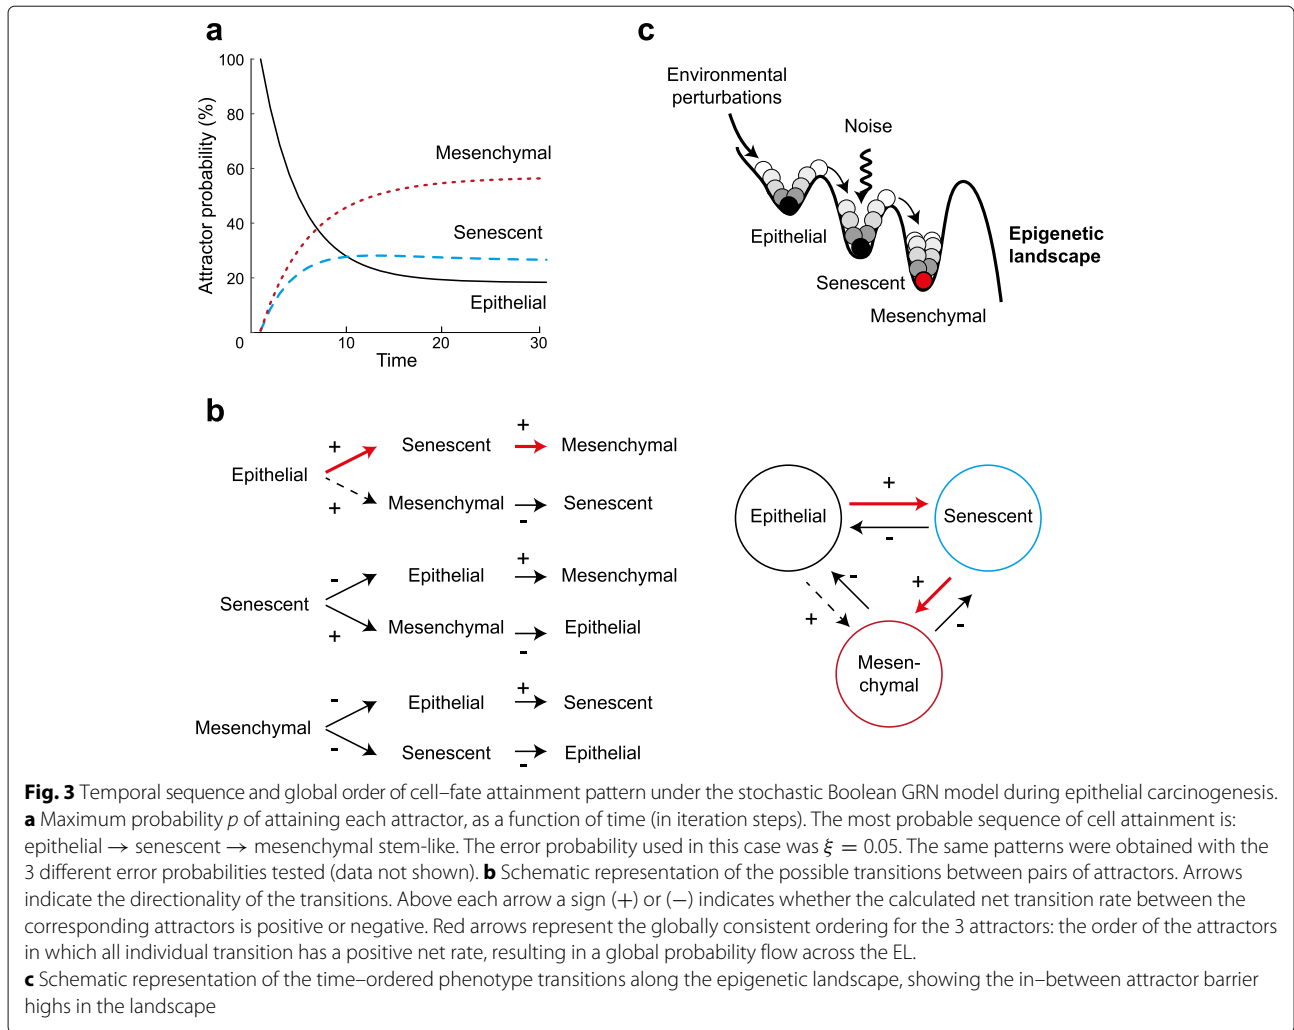 a
100
80
60
40
20
0
10
20
30
Attractor probability (%)
Time
Mesenchymal
Senescent
Epithelial
c
Environmental
perturbations
Noise
Epithelial
Senescent
Mesenchymal
Epigenetic
landscape
b
Epithelial
+
Senescent
+
Mesenchymal
+
Mesenchymal
-
Senescent
Senescent
-
Epithelial
+
Mesenchymal
+
Mesenchymal
-
Epithelial
Mesenchymal
-
Epithelial
+
Senescent
-
Senescent
-
Epithelial
Epithelial
+
-
Senescent
-
+
+
-
Mesen-
chymal
Fig. 3 Temporal sequence and global order of cell–fate attainment pattern under the stochastic Boolean GRN model during epithelial carcinogenesis.
a Maximum probability p of attaining each attractor, as a function of time (in iteration steps). The most probable sequence of cell attainment is:
epithelial → senescent → mesenchymal stem-like. The error probability used in this case was ξ = 0.05. The same patterns were obtained with the
3 different error probabilities tested (data not shown). b Schematic representation of the possible transitions between pairs of attractors. Arrows
indicate the directionality of the transitions. Above each arrow a sign (+) or (−) indicates whether the calculated net transition rate between the
corresponding attractors is positive or negative. Red arrows represent the globally consistent ordering for the 3 attractors: the order of the attractors
in which all individual transition has a positive net rate, resulting in a global probability flow across the EL.
c Schematic representation of the time–ordered phenotype transitions along the epigenetic landscape, showing the in–between attractor barrier
highs in the landscape